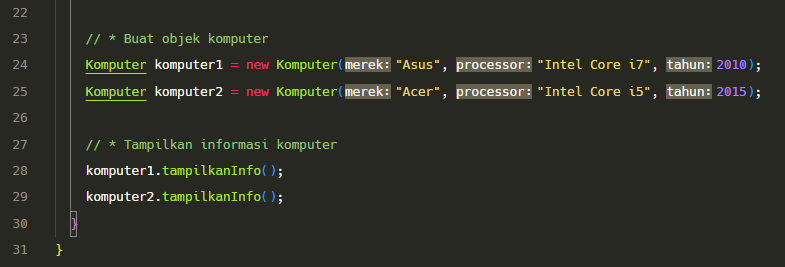 22
23 // * Buat objek komputer
24 Komputer komputer1 = new Komputer(merek: "Asus", processor: "Intel Core i7", tahun: 2010);
25 Komputer komputer2 = new Komputer(merek: "Acer", processor: "Intel Core i5", tahun: 2015);
26
27 // * Tampilkan informasi komputer
28 komputer1.tampilkanInfo();
29 komputer2.tampilkanInfo();
30 }
31 }